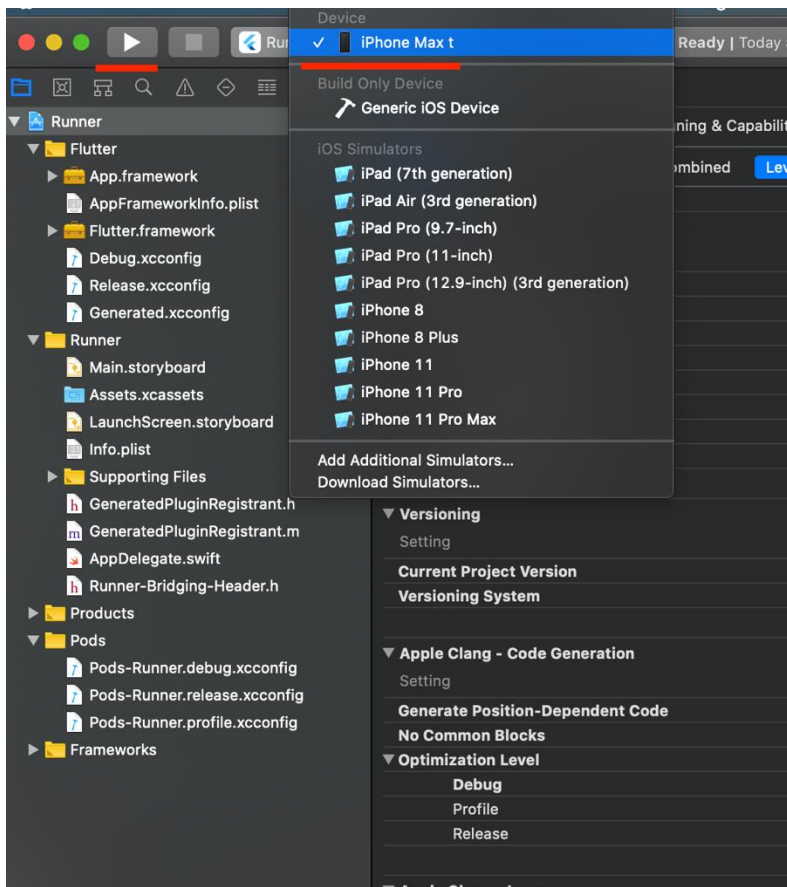 Device
iPhone Max t
Run
Ready | Today
Build Only Device
Generic iOS Device
iOS Simulators
iPad (7th generation)
iPad Air (3rd generation)
iPad Pro (9.7-inch)
iPad Pro (11-inch)
iPad Pro (12.9-inch) (3rd generation)
iPhone 8
iPhone 8 Plus
iPhone 11
iPhone 11 Pro
iPhone 11 Pro Max
Add Additional Simulators...
Download Simulators...
ning & Capabilit
ombined Lev
Runner
Flutter
App.framework
AppFrameworkInfo.plist
Flutter.framework
Debug.xcconfig
Release.xcconfig
Generated.xcconfig
Runner
Main.storyboard
Assets.xcassets
LaunchScreen.storyboard
Info.plist
Supporting Files
GeneratedPluginRegistrant.h
GeneratedPluginRegistrant.m
AppDelegate.swift
Runner-Bridging-Header.h
Products
Pods
Pods-Runner.debug.xcconfig
Pods-Runner.release.xcconfig
Pods-Runner.profile.xcconfig
Frameworks
Versioning
Setting
Current Project Version
Versioning System
Apple Clang - Code Generation
Setting
Generate Position-Dependent Code
No Common Blocks
Optimization Level
Debug
Profile
Release